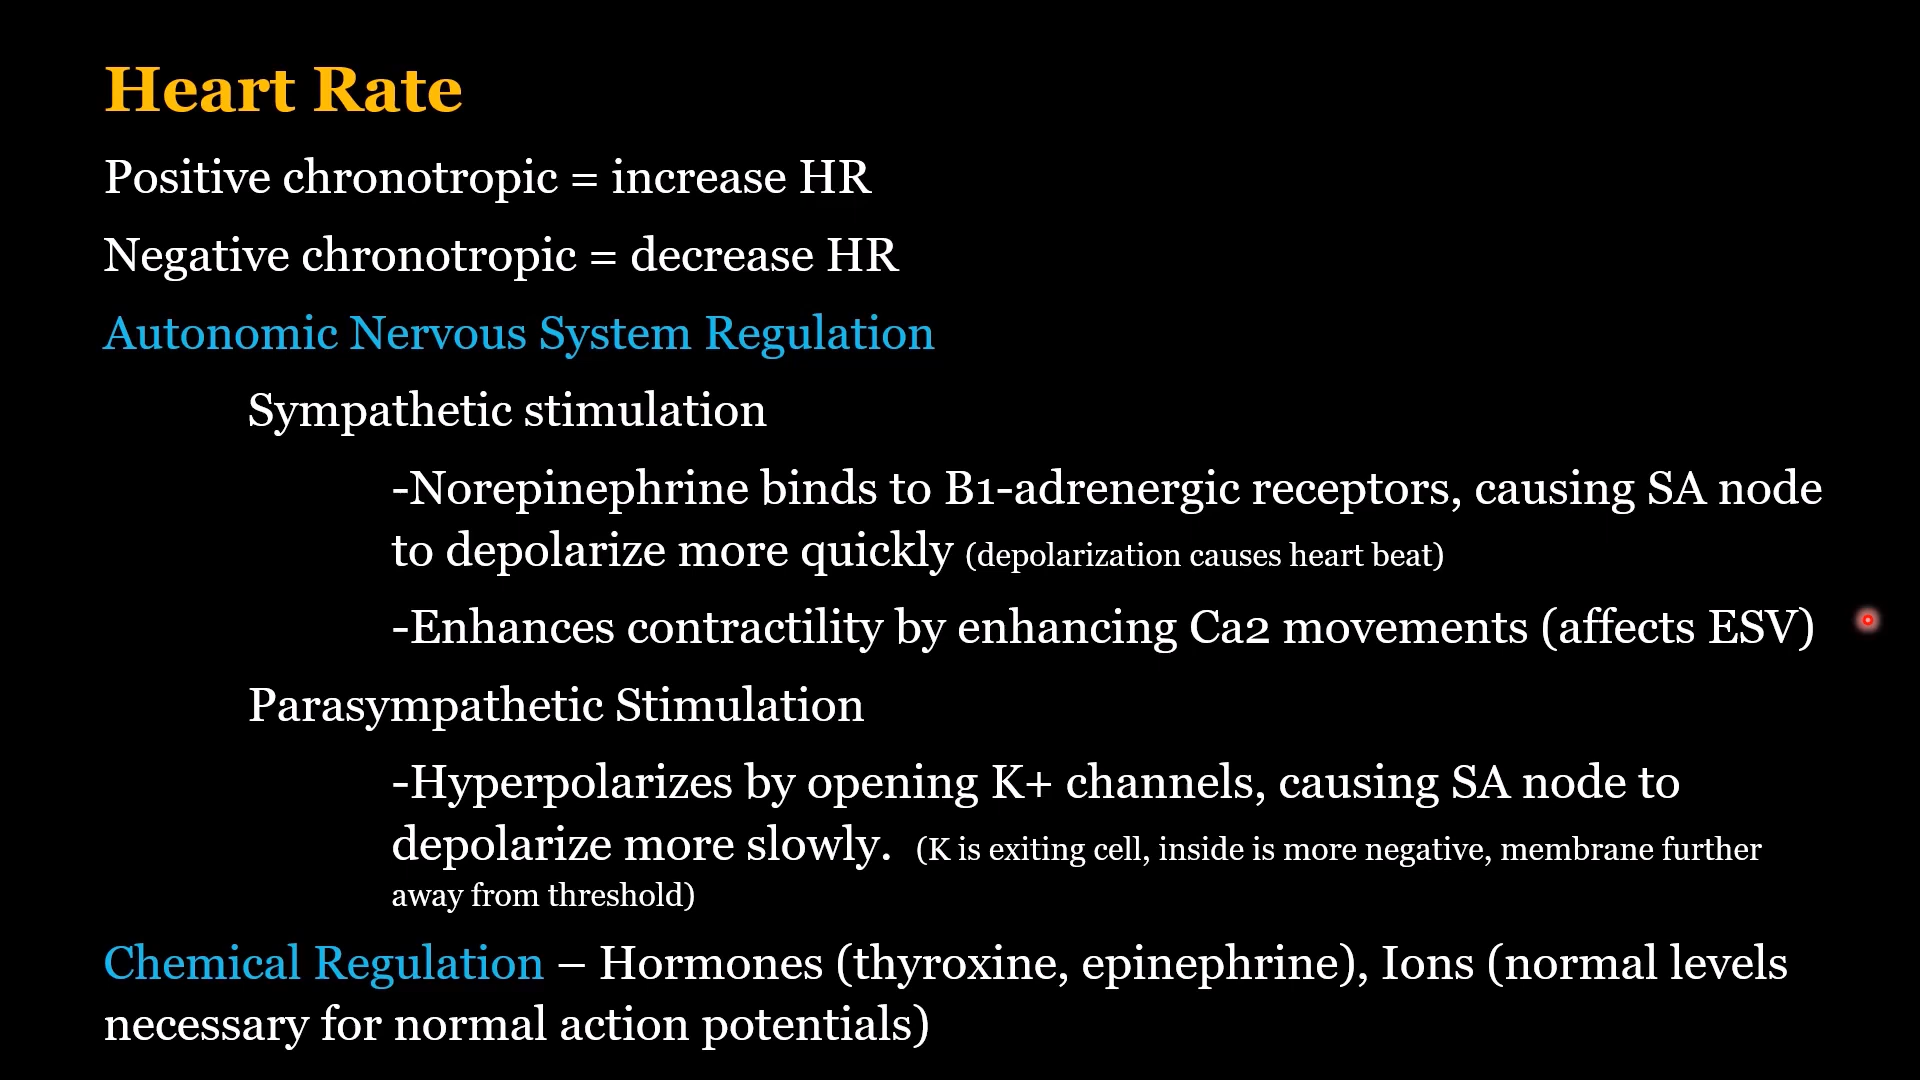 Heart Rate
Positive chronotropic = increase HR
Negative chronotropic = decrease HR
Autonomic Nervous System Regulation
Sympathetic stimulation
-Norepinephrine binds to B1-adrenergic receptors, causing SA node
to depolarize more quickly (depolarization causes heart beat)
-Enhances contractility by enhancing Ca2 movements (affects ESV)
Parasympathetic Stimulation
-Hyperpolarizes by opening K+ channels, causing SA node to
depolarize more slowly. (K is exiting cell, inside is more negative, membrane further
away from threshold)
Chemical Regulation – Hormones (thyroxine, epinephrine), Ions (normal levels
necessary for normal action potentials)